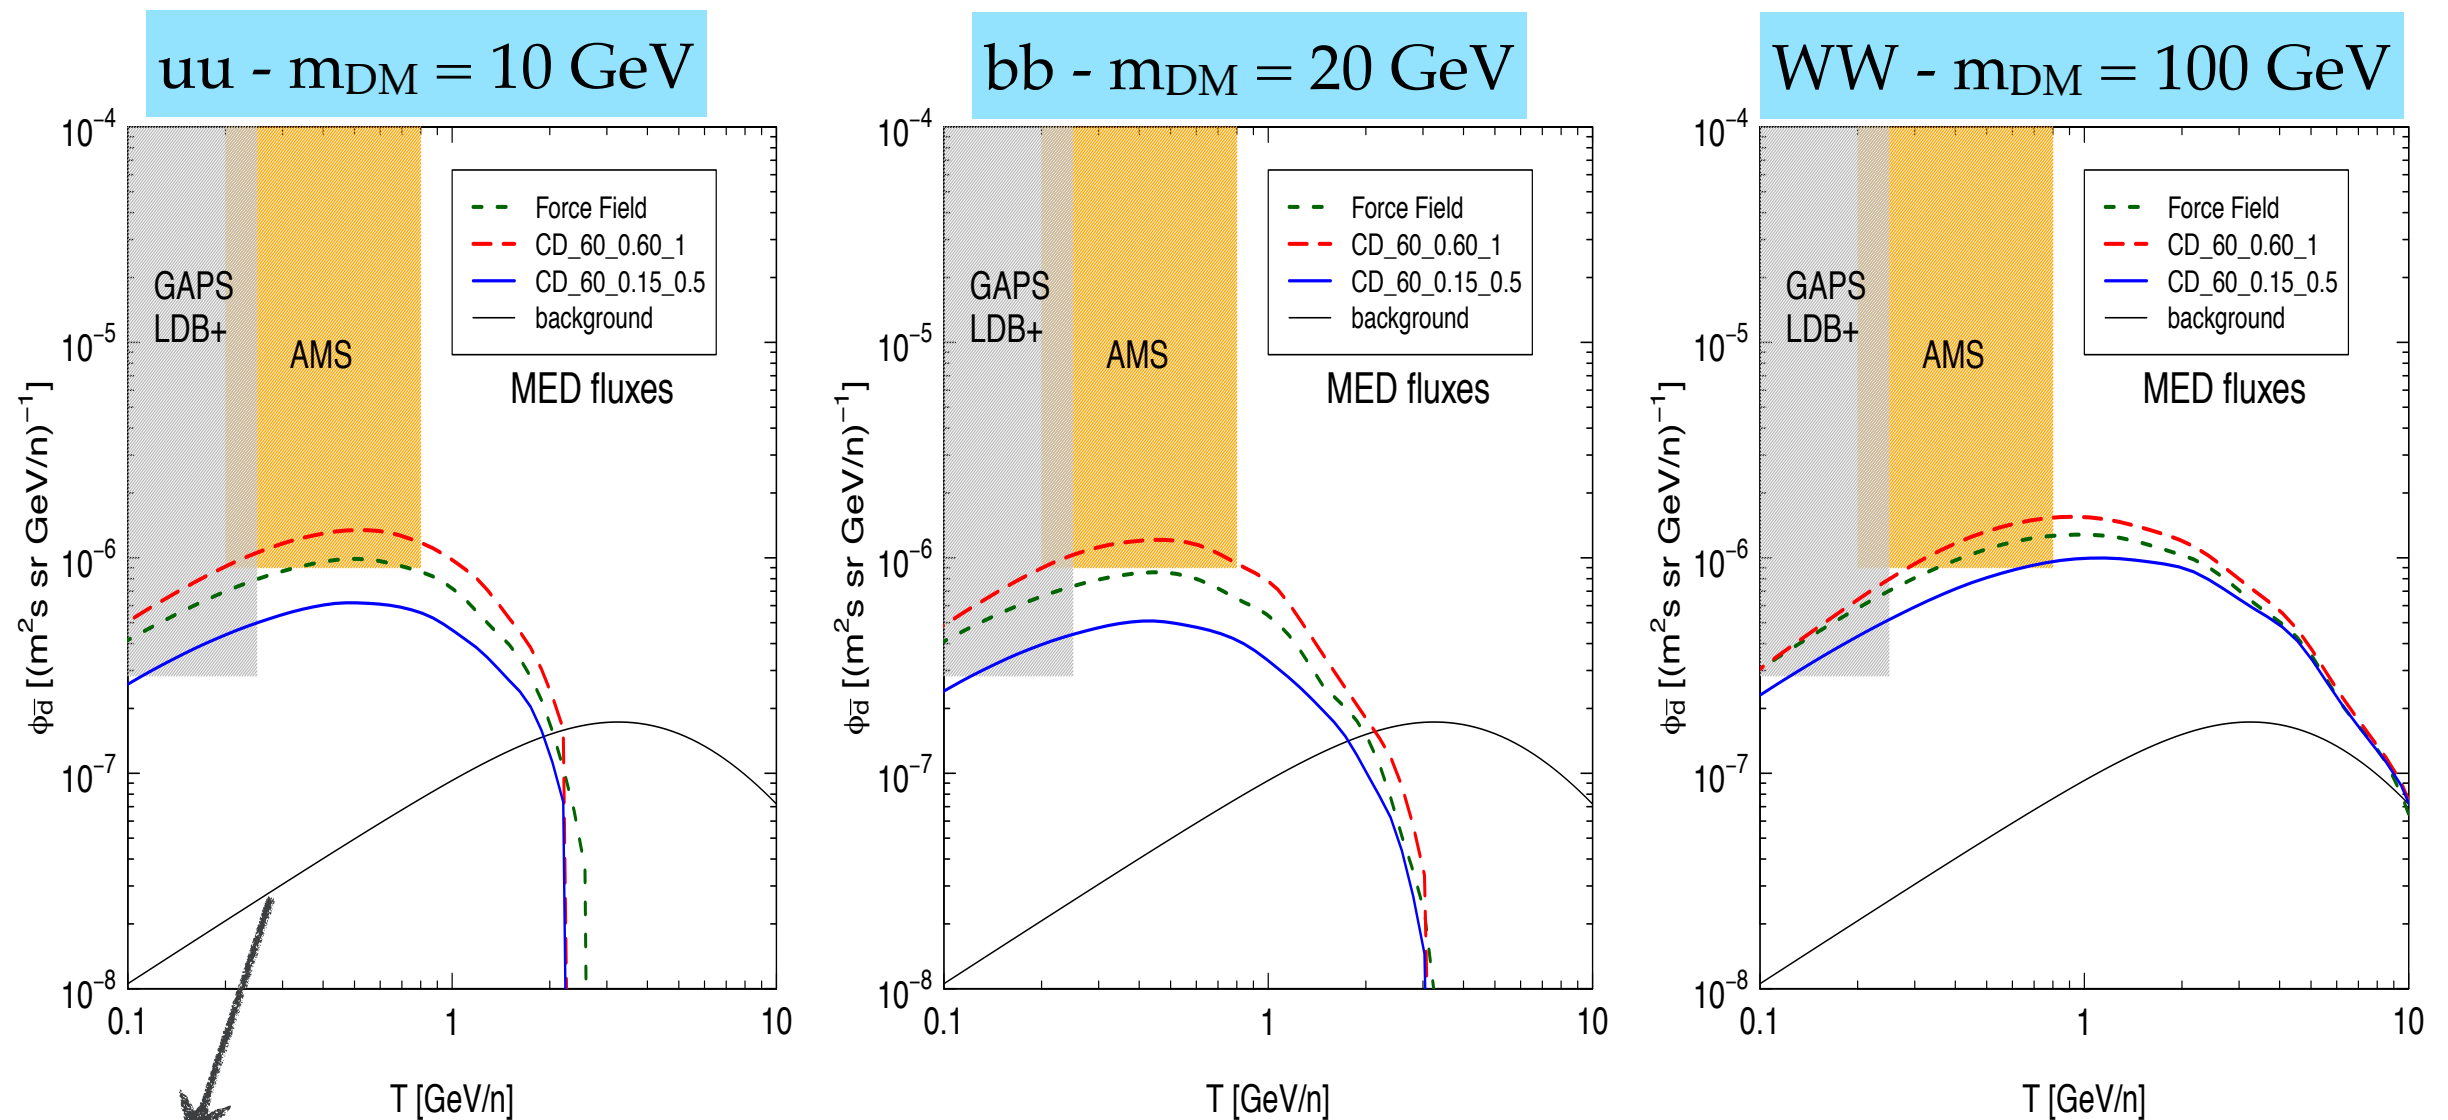 uu - mDM = 10 GeV
10⁻⁴
10⁻⁵
10⁻⁶
10⁻⁷
10⁻⁸
ϕd̅ [(m²s sr GeV/n)⁻¹]
GAPS
LDB+
AMS
Force Field
CD_60_0.60_1
CD_60_0.15_0.5
background
MED fluxes
0.1 1 10
T [GeV/n]
bb - mDM = 20 GeV
10⁻⁴
10⁻⁵
10⁻⁶
10⁻⁷
10⁻⁸
ϕd̅ [(m²s sr GeV/n)⁻¹]
GAPS
LDB+
AMS
Force Field
CD_60_0.60_1
CD_60_0.15_0.5
background
MED fluxes
0.1 1 10
T [GeV/n]
WW - mDM = 100 GeV
10⁻⁴
10⁻⁵
10⁻⁶
10⁻⁷
10⁻⁸
ϕd̅ [(m²s sr GeV/n)⁻¹]
GAPS
LDB+
AMS
Force Field
CD_60_0.60_1
CD_60_0.15_0.5
background
MED fluxes
0.1 1 10
T [GeV/n]